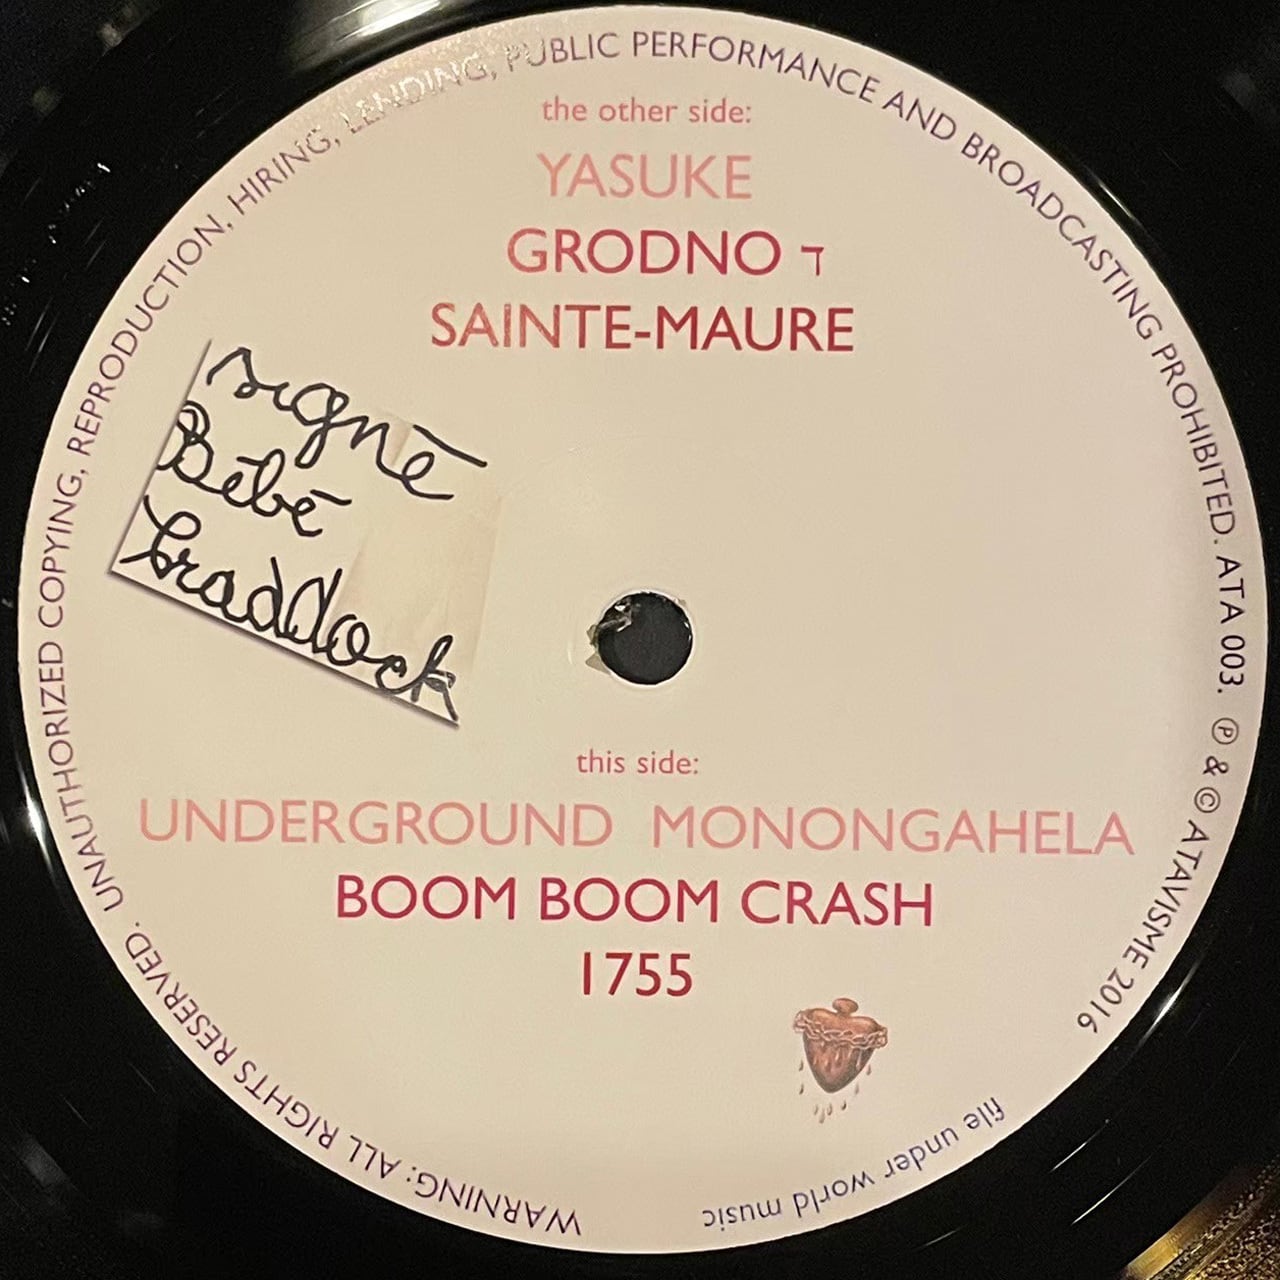 the other side:
YASUKE
GRODNO ד
SAINTE-MAURE
signé
Bébé
braddock
this side:
UNDERGROUND MONONGAHELA
BOOM BOOM CRASH
1755
WARNING: ALL RIGHTS RESERVED. UNAUTHORIZED COPYING, REPRODUCTION, HIRING, LENDING, PUBLIC PERFORMANCE AND BROADCASTING PROHIBITED. ATA 003. ℗ & © ATAVISME 2016
file under world music